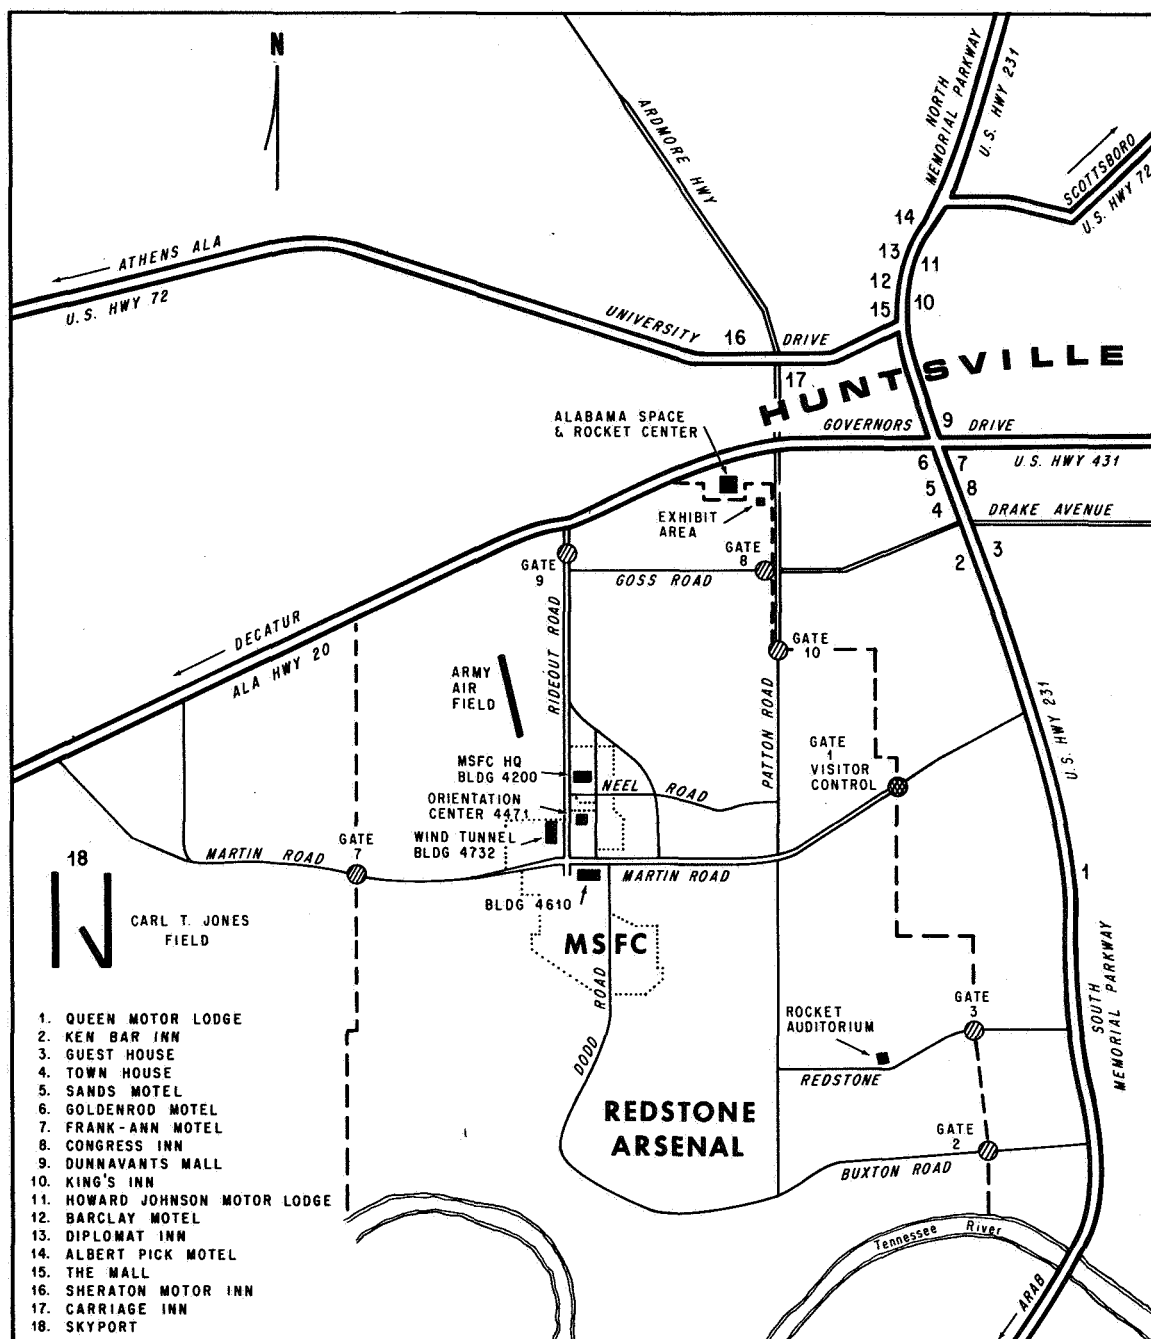 N
ARDMORE HWY
NORTH
MEMORIAL PARKWAY
U.S. HWY 231
SCOTTSBORO
U.S. HWY 72
ATHENS ALA
U.S. HWY 72
14
13
11
12
10
15
UNIVERSITY
16
DRIVE
17
HUNTSVILLE
ALABAMA SPACE
& ROCKET CENTER
GOVERNORS
9
DRIVE
6
7
U.S. HWY 431
5
8
4
DRAKE AVENUE
EXHIBIT
AREA
2
3
GATE
8
GATE
9
GOSS ROAD
DECATUR
ALA HWY 20
RIDEOUT ROAD
GATE
10
ARMY
AIR
FIELD
PATTON ROAD
U.S. HWY 231
GATE
1
VISITOR
CONTROL
MSFC HQ
BLDG 4200
NEEL ROAD
ORIENTATION
CENTER 4471
WIND TUNNEL
BLDG 4732
GATE
7
18
MARTIN ROAD
MARTIN ROAD
1
BLDG 4610
CARL T. JONES
FIELD
MSFC
DODD ROAD
GATE
3
ROCKET
AUDITORIUM
SOUTH
MEMORIAL PARKWAY
REDSTONE
REDSTONE
ARSENAL
GATE
2
BUXTON ROAD
Tennessee River
ARAB
1. QUEEN MOTOR LODGE
2. KEN BAR INN
3. GUEST HOUSE
4. TOWN HOUSE
5. SANDS MOTEL
6. GOLDENROD MOTEL
7. FRANK-ANN MOTEL
8. CONGRESS INN
9. DUNNAVANTS MALL
10. KING'S INN
11. HOWARD JOHNSON MOTOR LODGE
12. BARCLAY MOTEL
13. DIPLOMAT INN
14. ALBERT PICK MOTEL
15. THE MALL
16. SHERATON MOTOR INN
17. CARRIAGE INN
18. SKYPORT